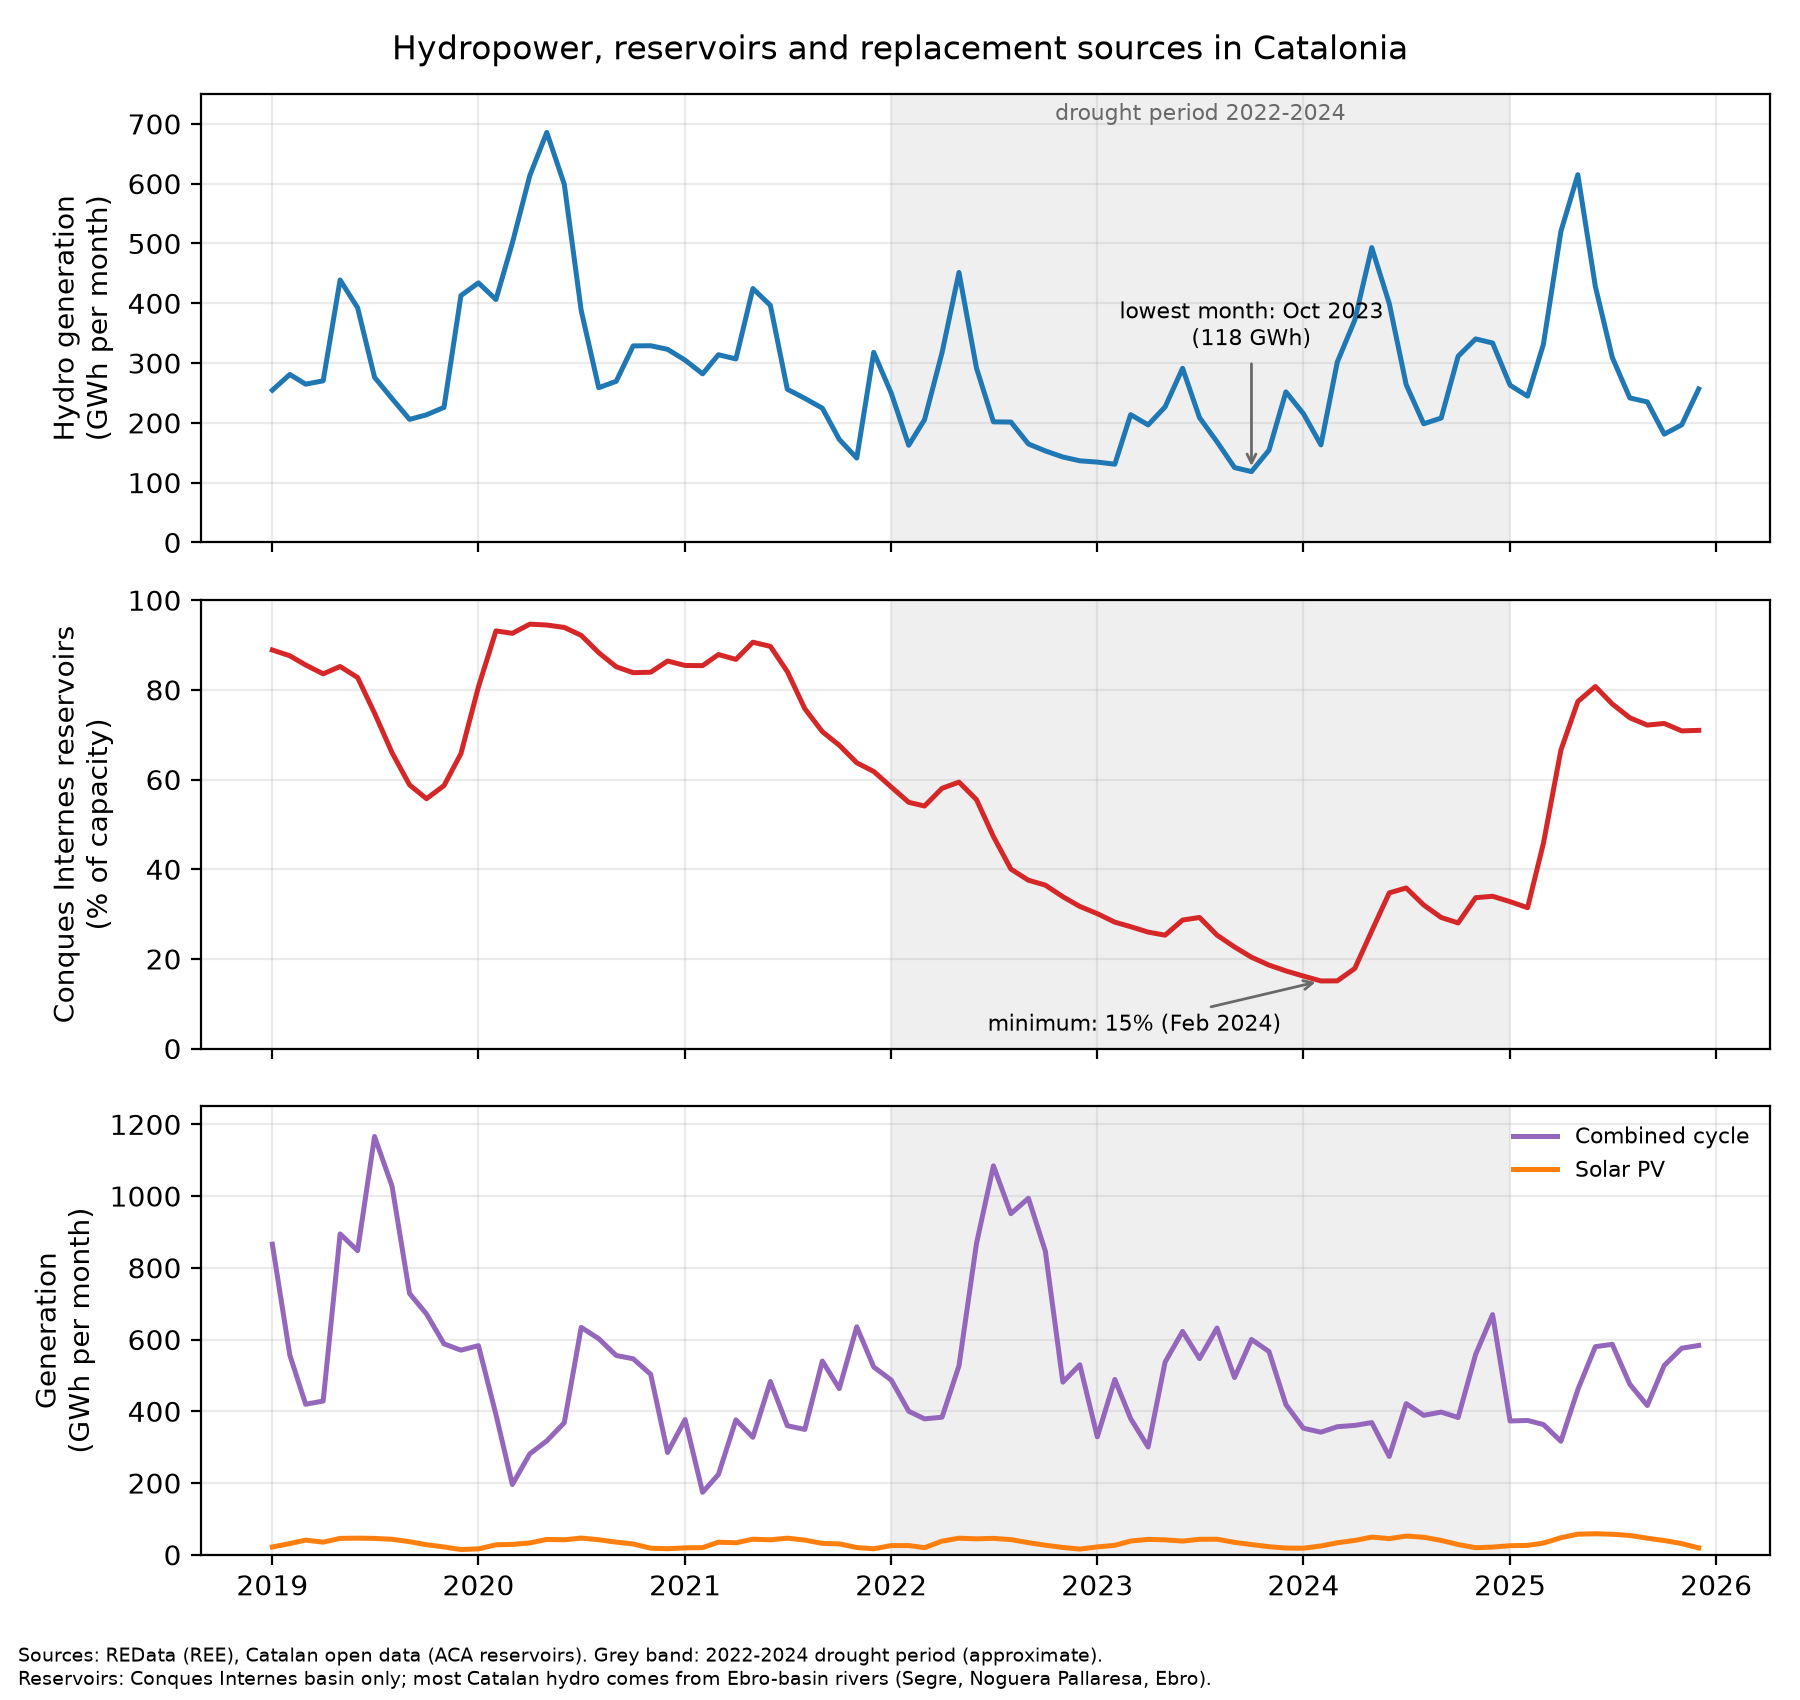 Hydropower, reservoirs and replacement sources in Catalonia
Hydro generation
(GWh per month)
700
600
500
400
300
200
100
0
drought period 2022-2024
lowest month: Oct 2023
(118 GWh)
Conques Internes reservoirs
(% of capacity)
100
80
60
40
20
0
minimum: 15% (Feb 2024)
Generation
(GWh per month)
1200
1000
800
600
400
200
0
Combined cycle
Solar PV
2019 2020 2021 2022 2023 2024 2025 2026
Sources: REData (REE), Catalan open data (ACA reservoirs). Grey band: 2022-2024 drought period (approximate).
Reservoirs: Conques Internes basin only; most Catalan hydro comes from Ebro-basin rivers (Segre, Noguera Pallaresa, Ebro).